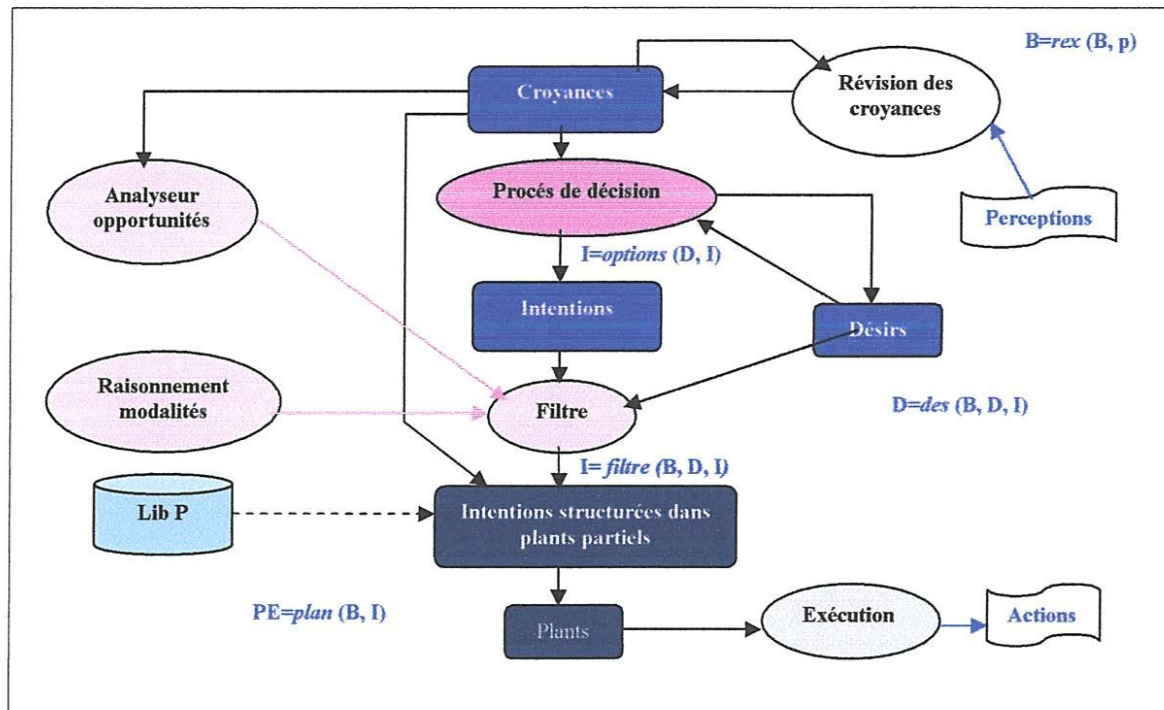 B=rex (B, p)
Croyances
Révision des
croyances
Analyseur
opportunités
Procés de décision
Perceptions
I=options (D, I)
Intentions
Désirs
Raisonnement
modalités
Filtre
D=des (B, D, I)
I= filtre (B, D, I)
Lib P
Intentions structurées dans
plants partiels
PE=plan (B, I)
Plants
Exécution
Actions